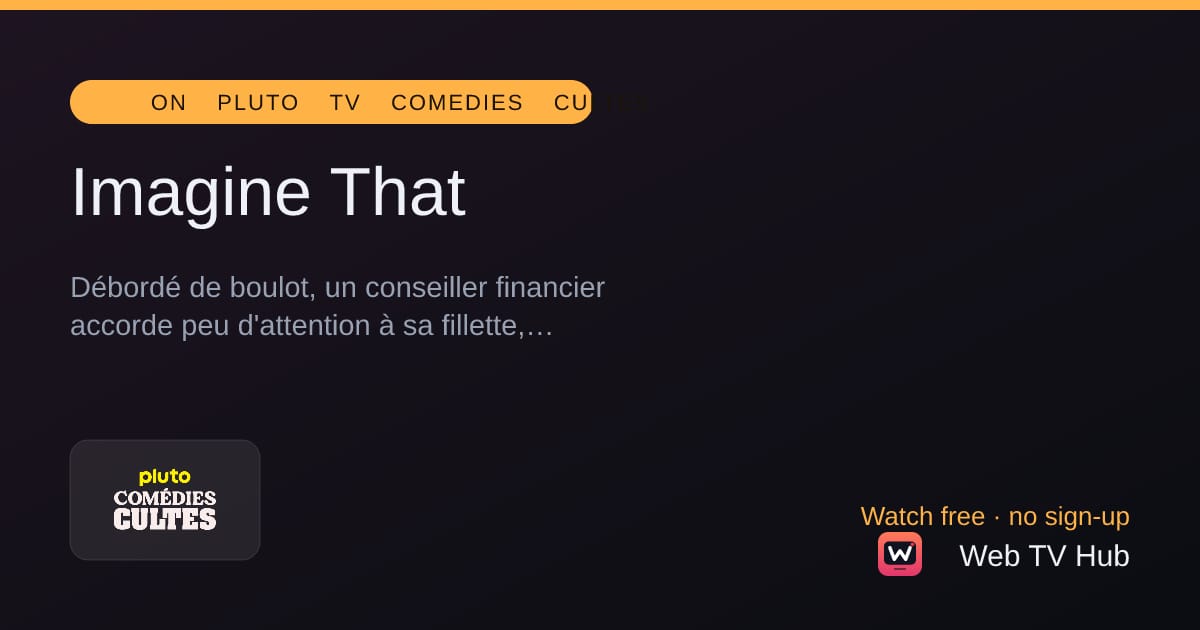 ON PLUTO TV COMEDIES
Imagine That
Débordé de boulot, un conseiller financier
accorde peu d'attention à sa fillette,…
pluto
COMÉDIES
CULTES
Watch free · no sign-up
W
Web TV Hub